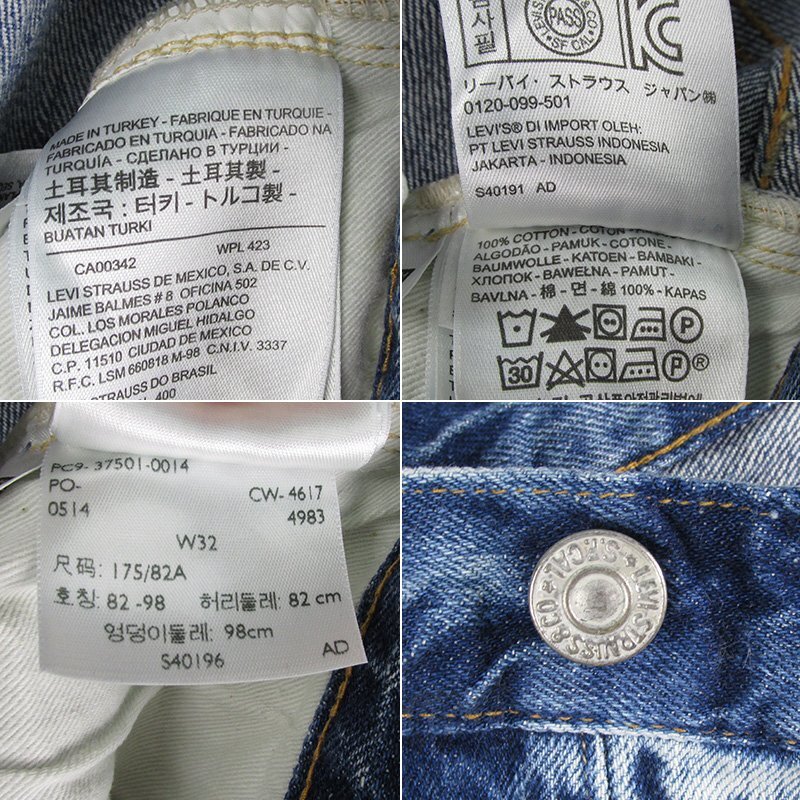 MADE IN TURKEY - FABRIQUE EN TURQUIE -
FABRICADO EN TURQUIA - FABRICADO NA
TURQUÍA - СДЕЛАНО В ТУРЦИИ -
土耳其制造 - 土耳其製 -
제조국 : 터키 - トルコ製 -
BUATAN TURKI
CA00342 WPL 423
LEVI STRAUSS DE MEXICO, S.A. DE C.V.
JAIME BALMES # 8 OFICINA 502
COL. LOS MORALES POLANCO
DELEGACION MIGUEL HIDALGO
C.P. 11510 CIUDAD DE MEXICO
R.F.C. LSM 660818 M-98 C.N.I.V. 3337
STRAUSS DO BRASIL
400
사필
PASS
SF CAL
リーバイ・ストラウス ジャパン㈱
0120-099-501
LEVI'S® DI IMPORT OLEH:
PT LEVI STRAUSS INDONESIA
JAKARTA - INDONESIA
S40191 AD
100% COTTON - COTON -
ALGODÃO - PAMUK - COTONE -
BAUMWOLLE - KATOEN - BAMBAKI -
ХЛОПОК - BAWEŁNA - PAMUT -
BAVLNA - 棉 - 면 - 綿 100% - KAPAS
P
30 P
PC9- 37501-0014
PO- CW- 4617
0514 4983
W32
尺码: 175/82A
호칭: 82 -98 허리둘레: 82 cm
엉덩이둘레: 98cm
S40196 AD
LEVI STRAUSS & CO
S.F.CAL